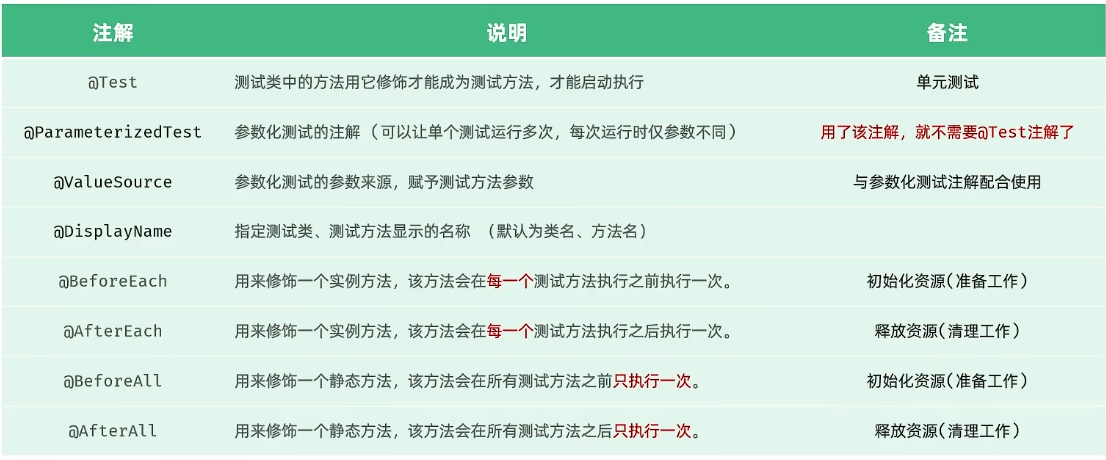 注解 说明 备注
@Test 测试类中的方法用它修饰才能成为测试方法，才能启动执行 单元测试
@ParameterizedTest 参数化测试的注解（可以让单个测试运行多次，每次运行时仅参数不同） 用了该注解，就不需要@Test注解了
@ValueSource 参数化测试的参数来源，赋予测试方法参数 与参数化测试注解配合使用
@DisplayName 指定测试类、测试方法显示的名称 （默认为类名、方法名）
@BeforeEach 用来修饰一个实例方法，该方法会在每一个测试方法执行之前执行一次。 初始化资源(准备工作)
@AfterEach 用来修饰一个实例方法，该方法会在每一个测试方法执行之后执行一次。 释放资源(清理工作)
@BeforeAll 用来修饰一个静态方法，该方法会在所有测试方法之前只执行一次。 初始化资源(准备工作)
@AfterAll 用来修饰一个静态方法，该方法会在所有测试方法之后只执行一次。 释放资源(清理工作)